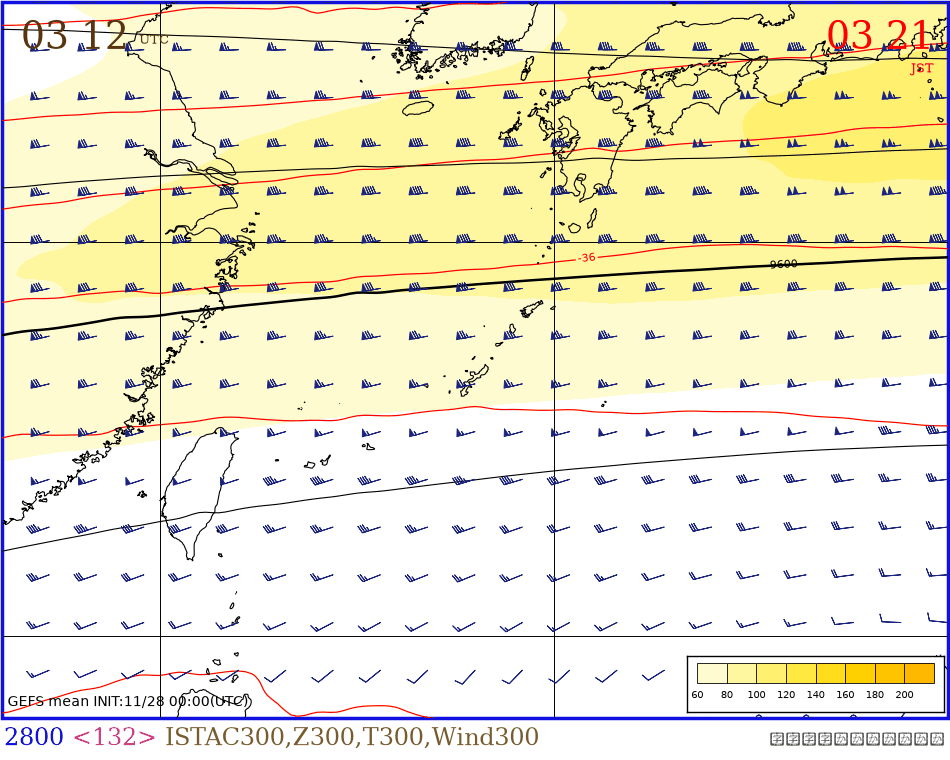 03 12 UTC 03 21
JST
-36
9600
60 80 100 120 140 160 180 200
GEFS mean INIT:11/28 00:00(UTC)
2800 <132> ISTAC300,Z300,T300,Wind300